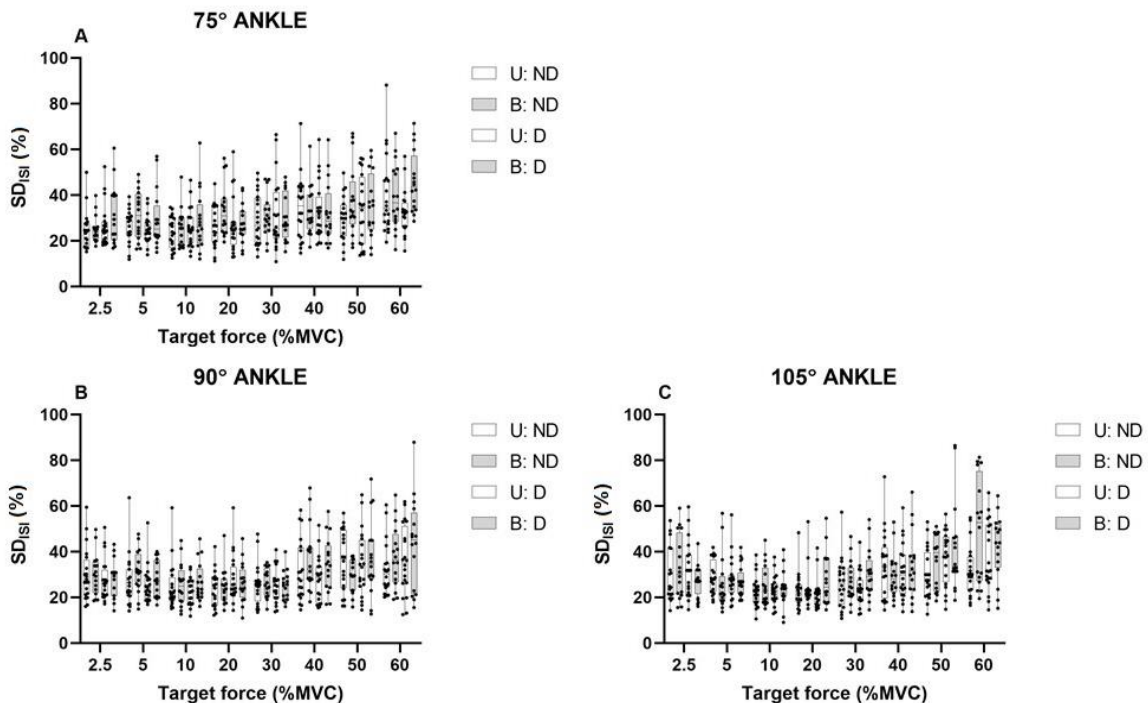 75° ANKLE
A
100
80
60
40
20
0
SD_ISI (%)
2.5 5 10 20 30 40 50 60
Target force (%MVC)
U: ND
B: ND
U: D
B: D
90° ANKLE
B
100
80
60
40
20
0
SD_ISI (%)
2.5 5 10 20 30 40 50 60
Target force (%MVC)
U: ND
B: ND
U: D
B: D
105° ANKLE
C
100
80
60
40
20
0
SD_ISI (%)
2.5 5 10 20 30 40 50 60
Target force (%MVC)
U: ND
B: ND
U: D
B: D